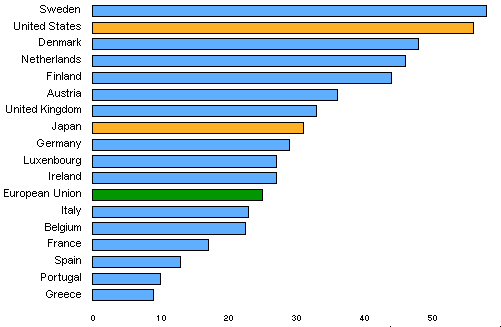 Sweden
United States
Denmark
Netherlands
Finland
Austria
United Kingdom
Japan
Germany
Luxenbourg
Ireland
European Union
Italy
Belgium
France
Spain
Portugal
Greece
0 10 20 30 40 50